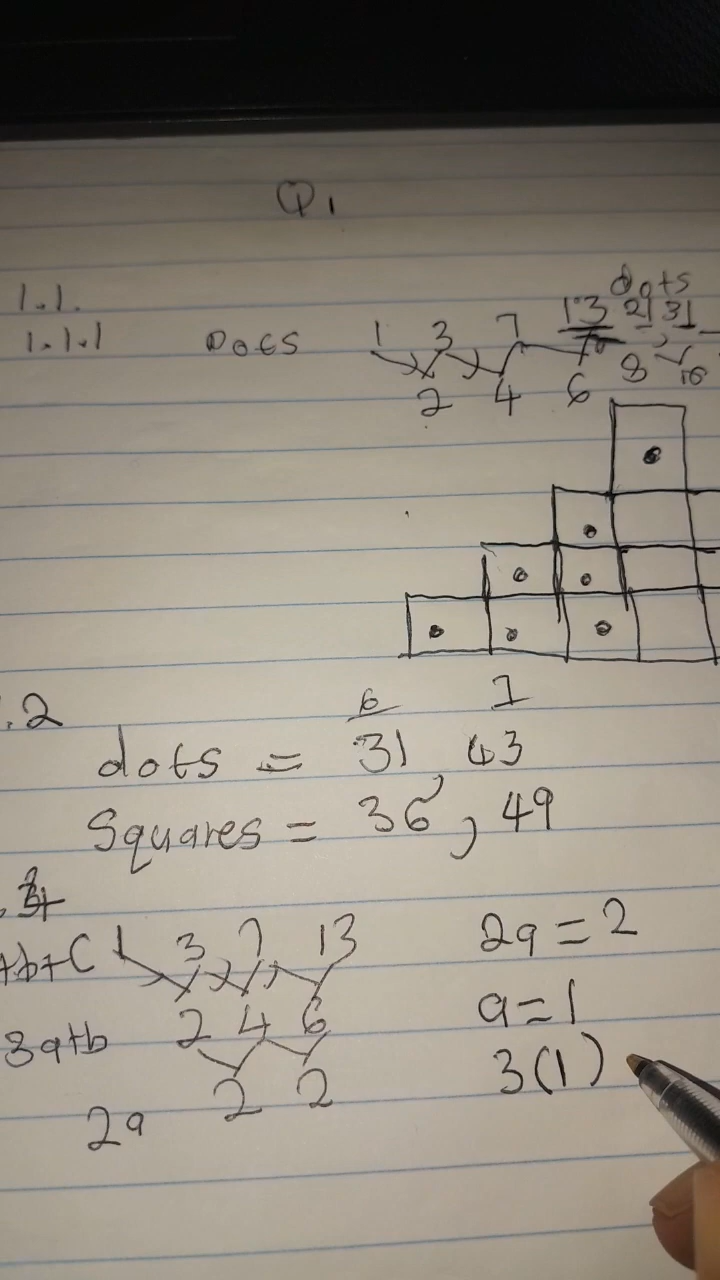 Q1
1.1.
dots
1.1.1 Dots 1 3 7 13 21, 31
2 4 6 8 10
.2
6 7
dots = 31, 43
Squares = 36, 49
+b+c 1 3 7 13 2a=2
3a+b 2 4 6 a=1
2a 2 2 3(1)